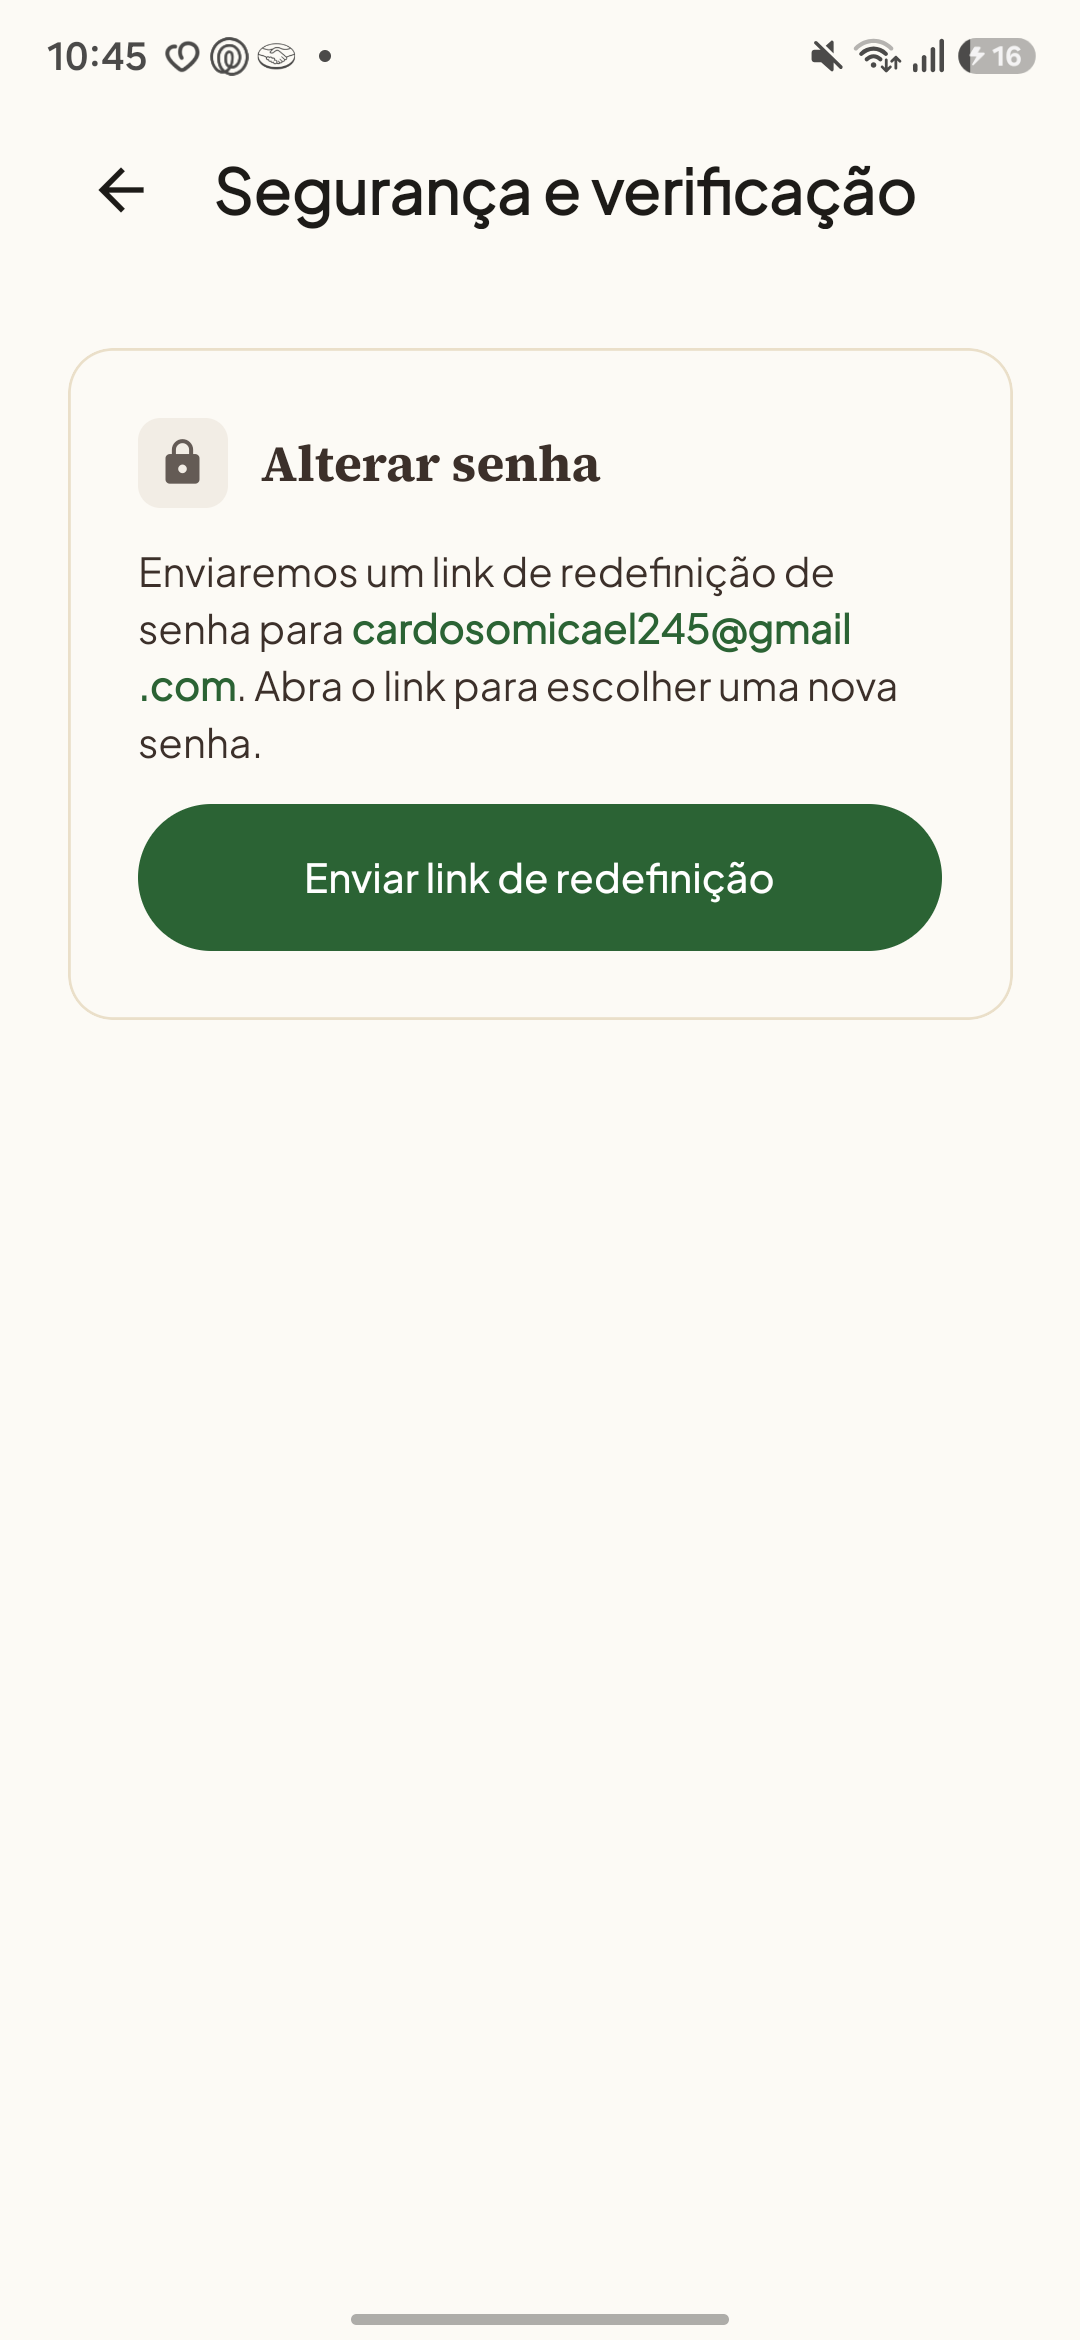 10:45
16
Segurança e verificação
Alterar senha
Enviaremos um link de redefinição de
senha para cardosomicael245@gmail
.com. Abra o link para escolher uma nova
senha.
Enviar link de redefinição